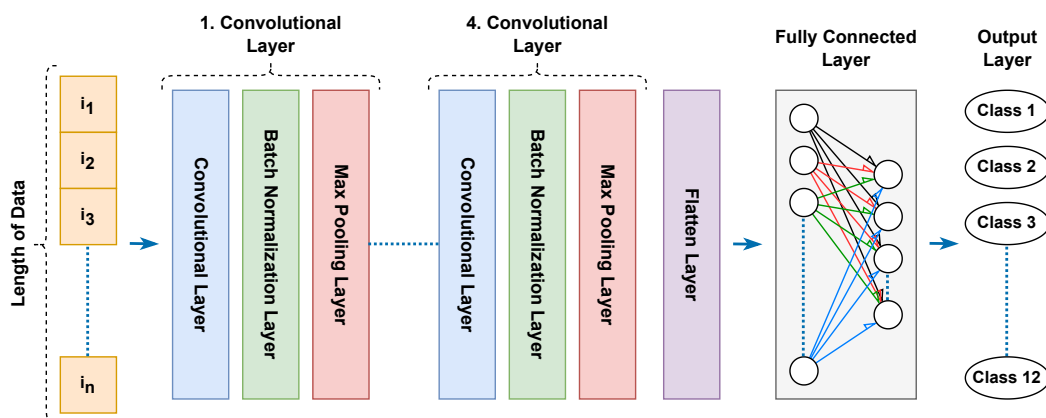 Length of Data
i1
i2
i3
in
1. Convolutional
Layer
Convolutional Layer
Batch Normalization Layer
Max Pooling Layer
4. Convolutional
Layer
Convolutional Layer
Batch Normalization Layer
Max Pooling Layer
Flatten Layer
Fully Connected
Layer
Output
Layer
Class 1
Class 2
Class 3
Class 12